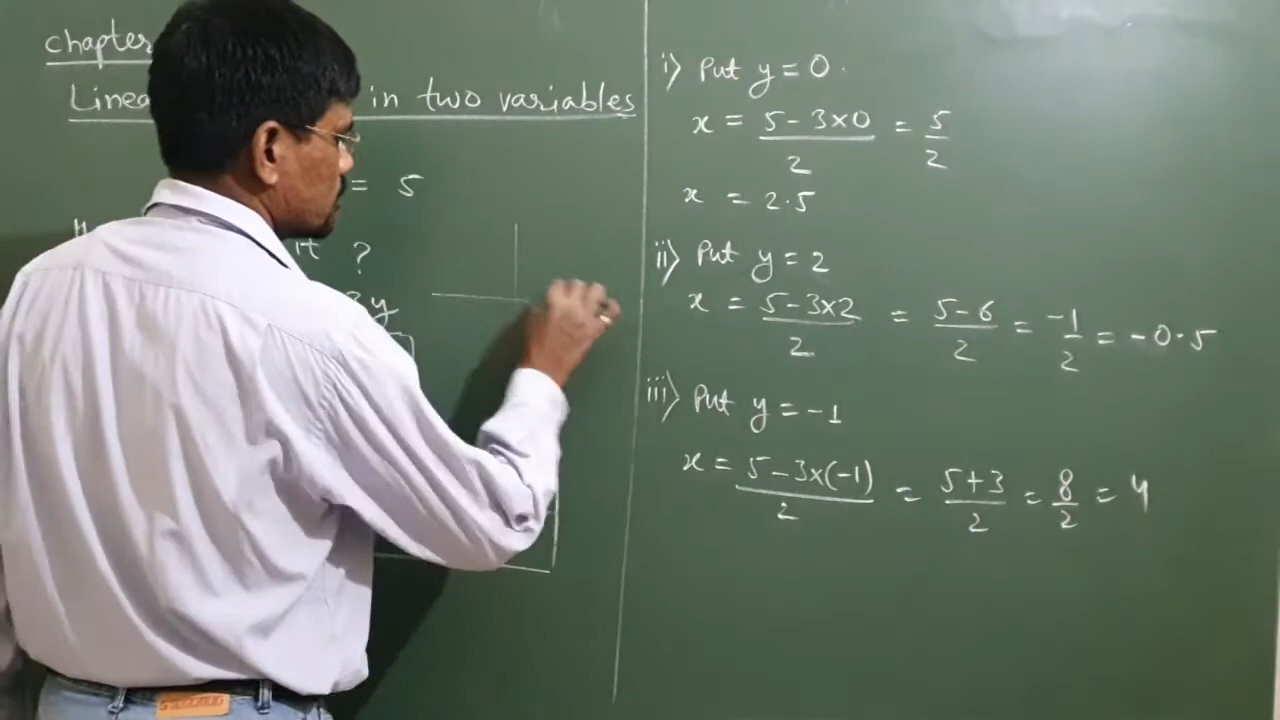 chapter
Linea in two variables
= 5
it ?
3y
i) Put y = 0.
x = 5 - 3×0 / 2 = 5/2
x = 2.5
ii) Put y = 2
x = 5 - 3×2 / 2 = 5 - 6 / 2 = -1/2 = -0.5
iii) Put y = -1
x = 5 - 3×(-1) / 2 = 5+3 / 2 = 8/2 = 4